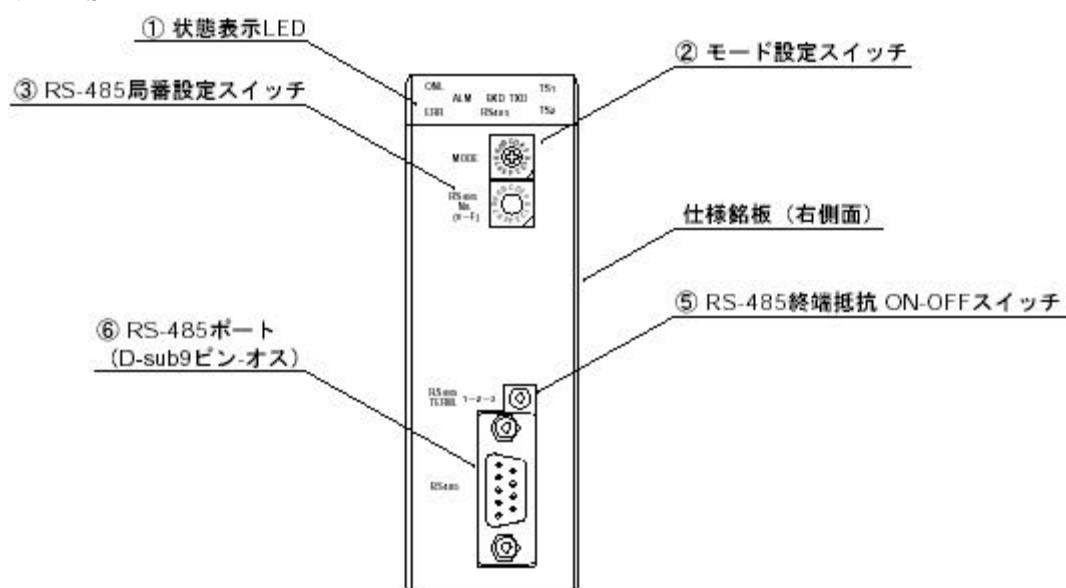 ① 状態表示LED
② モード設定スイッチ
③ RS-485局番設定スイッチ
ONL
ALM
TXD
ERR
MODE
仕様銘板（右側面）
⑤ RS-485終端抵抗 ON-OFFスイッチ
⑥ RS-485ポート
（D-sub9ピン-オス）